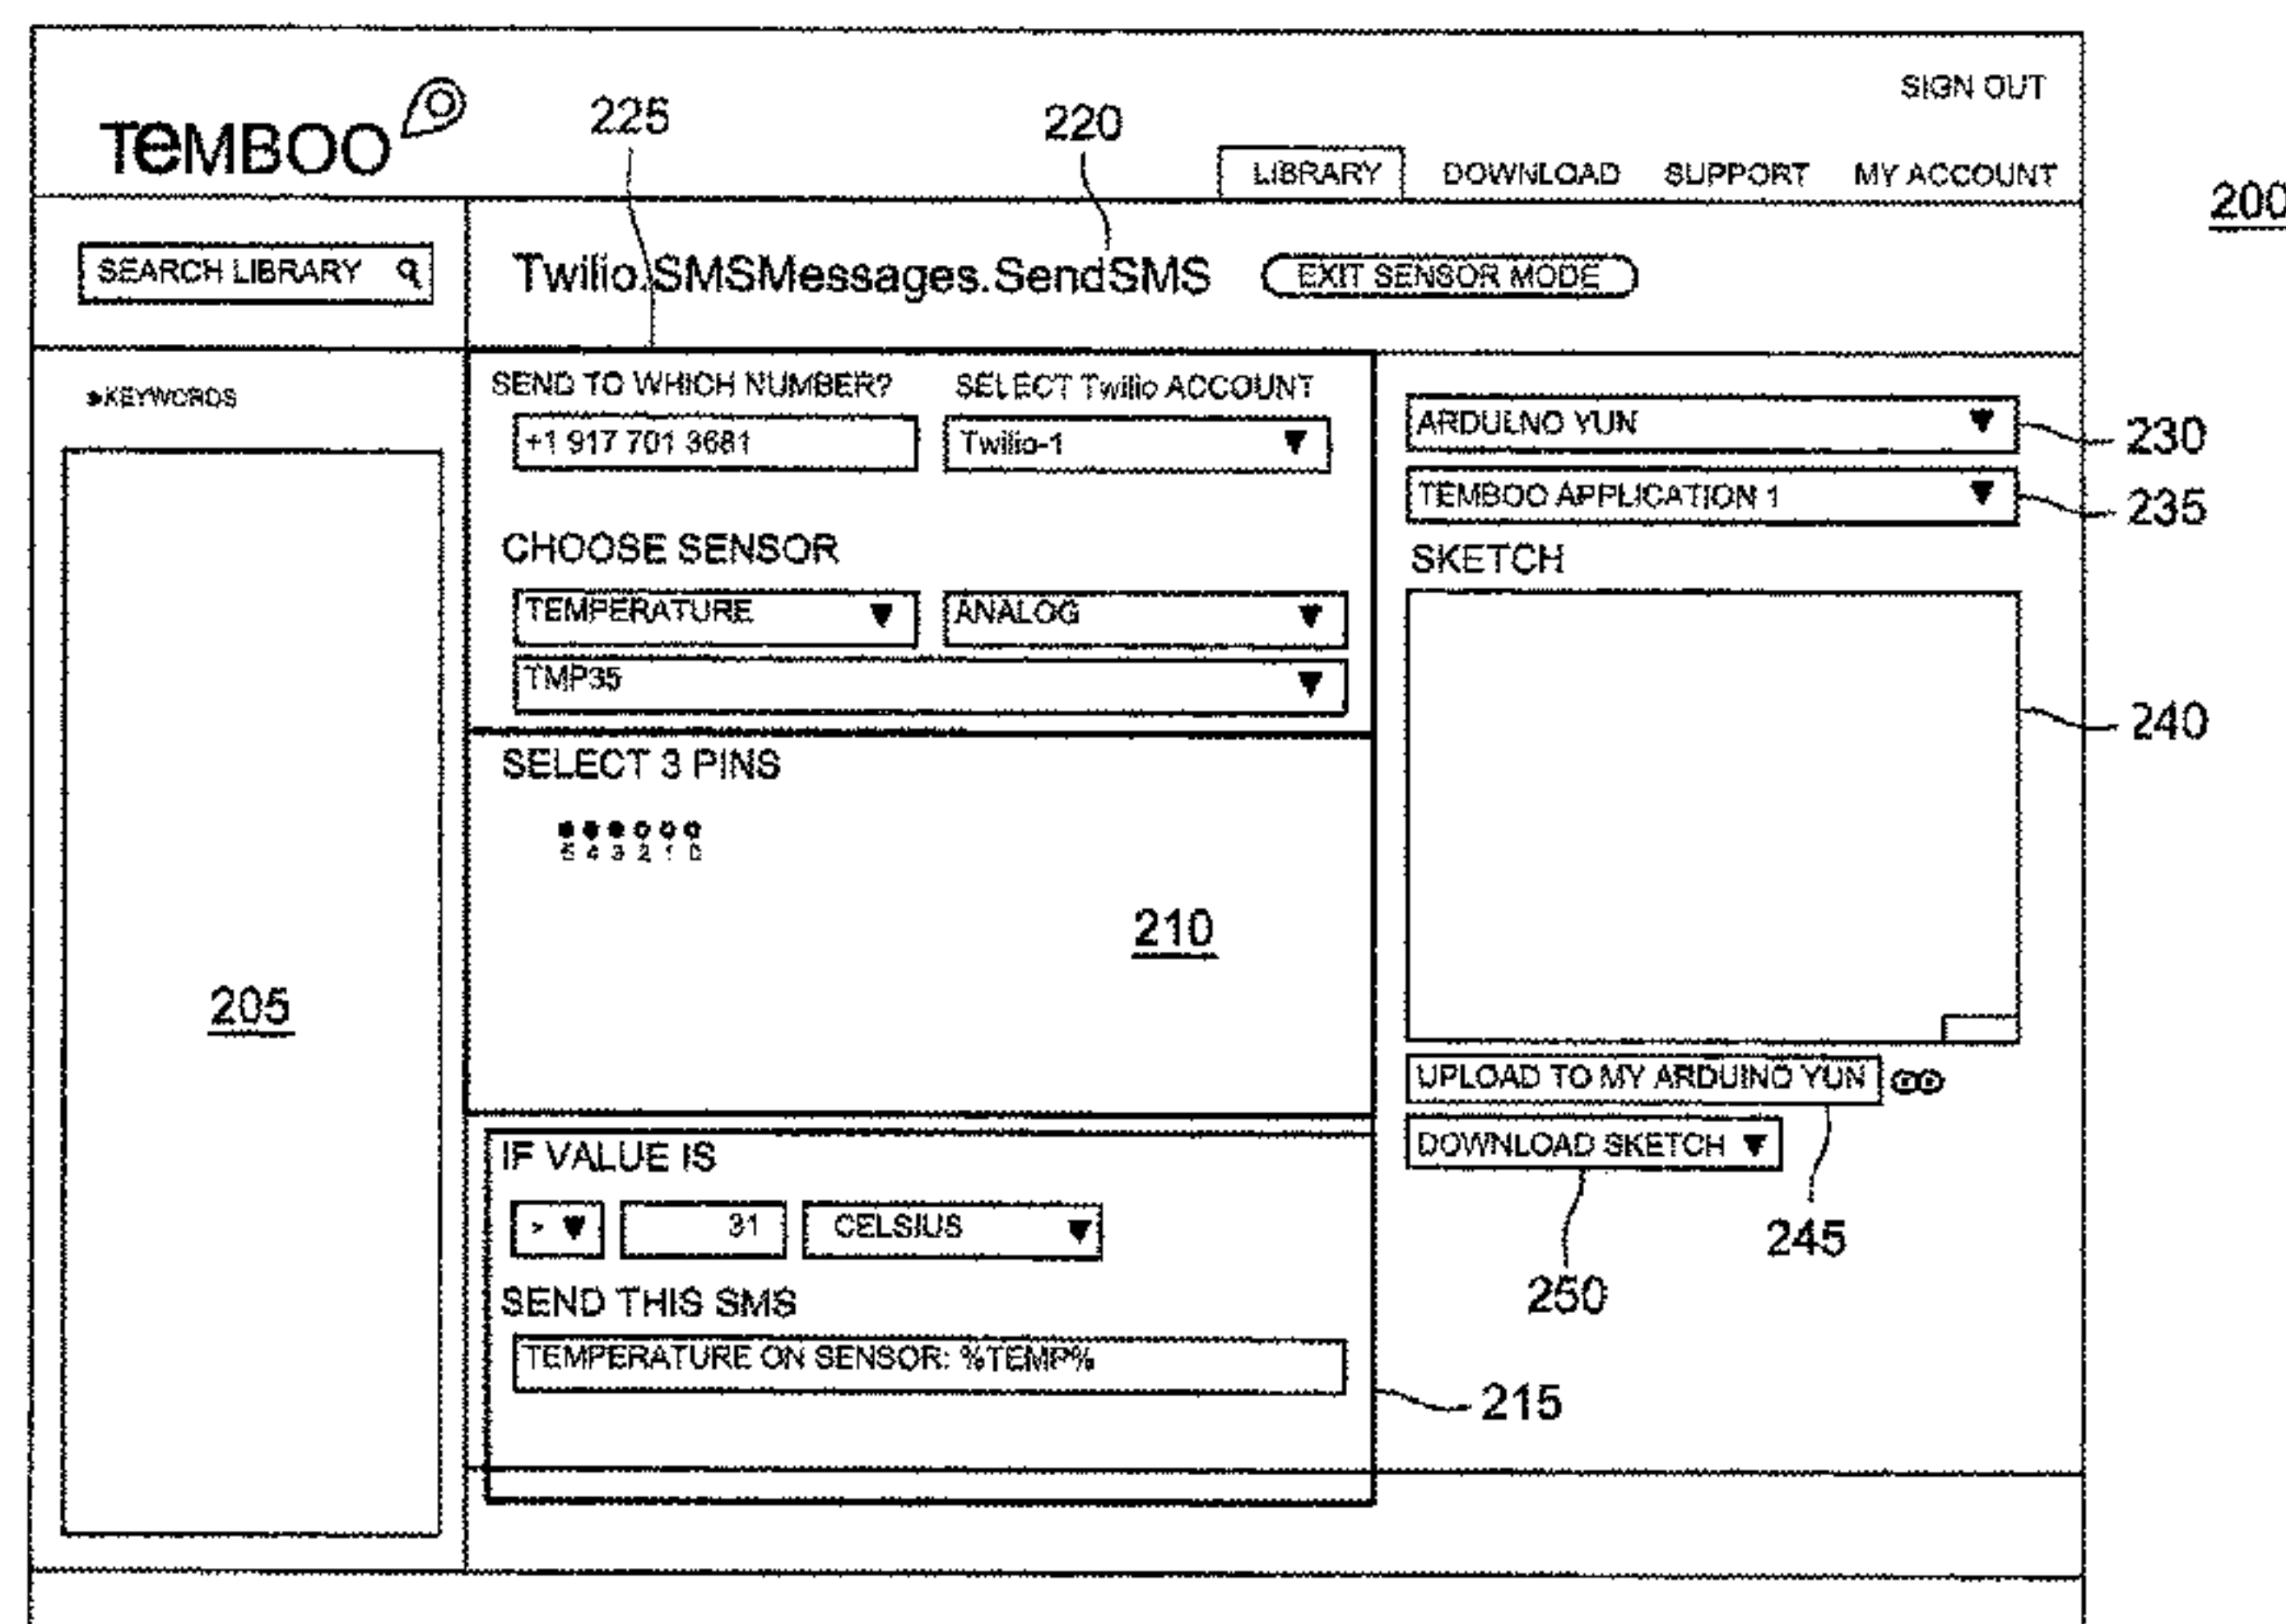 SIGN OUT
TeMBOO
225
220
LIBRARY DOWNLOAD SUPPORT MY ACCOUNT
200
SEARCH LIBRARY
Twilio.SMSMessages.SendSMS
EXIT SENSOR MODE
KEYWORDS
205
SEND TO WHICH NUMBER? SELECT Twilio ACCOUNT
+1 917 701 3681 Twilio-1
CHOOSE SENSOR
TEMPERATURE ANALOG
TMP35
SELECT 3 PINS
5 4 3 2 1 0
210
IF VALUE IS
> 31 CELSIUS
SEND THIS SMS
TEMPERATURE ON SENSOR: %TEMP%
215
ARDULNO YUN
230
TEMBOO APPLICATION 1
235
SKETCH
240
UPLOAD TO MY ARDUINO YUN
DOWNLOAD SKETCH
245
250